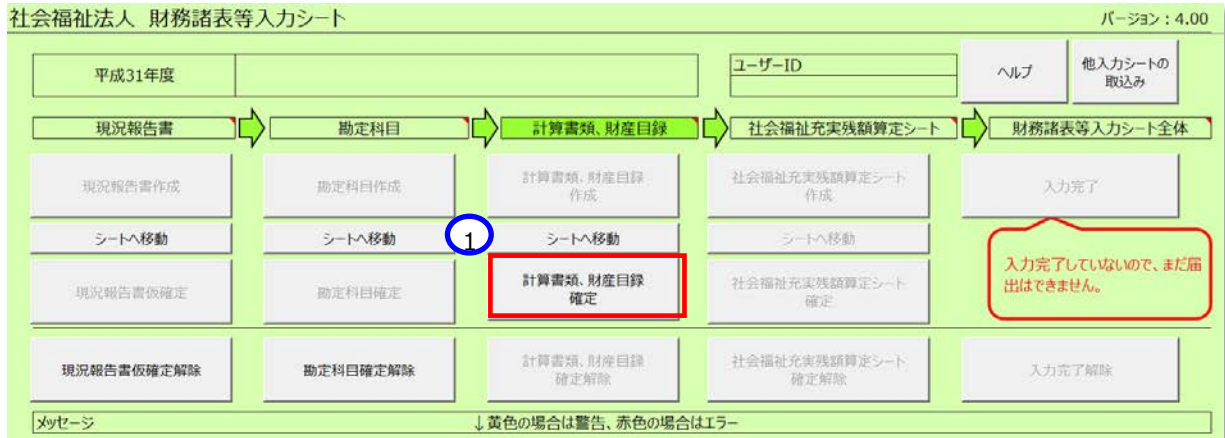 社会福祉法人 財務諸表等入力シート
バージョン：4.00
平成31年度
ユーザーID
ヘルプ
他入力シートの
取込み
現況報告書
勘定科目
計算書類、財産目録
社会福祉充実残額算定シート
財務諸表等入力シート全体
現況報告書作成
勘定科目作成
計算書類、財産目録
作成
社会福祉充実残額算定シート
作成
入力完了
シートへ移動
シートへ移動
1
シートへ移動
シートへ移動
現況報告書仮確定
勘定科目確定
計算書類、財産目録
確定
社会福祉充実残額算定シート
確定
入力完了していないので、まだ届
出はできません。
現況報告書仮確定解除
勘定科目確定解除
計算書類、財産目録
確定解除
社会福祉充実残額算定シート
確定解除
入力完了解除
メッセージ
↓黄色の場合は警告、赤色の場合はエラー